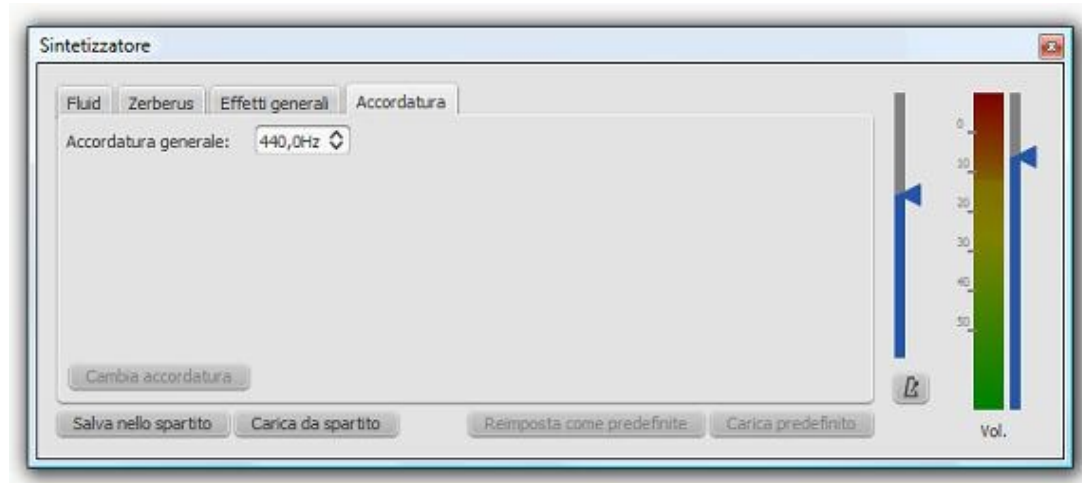 Sintetizzatore
Fluid Zerberus Effetti generali Accordatura
Accordatura generale: 440,0Hz
0
10
20
30
40
50
Cambia accordatura
Salva nello spartito Carica da spartito Reimposta come predefinite Carica predefinito
Vol.